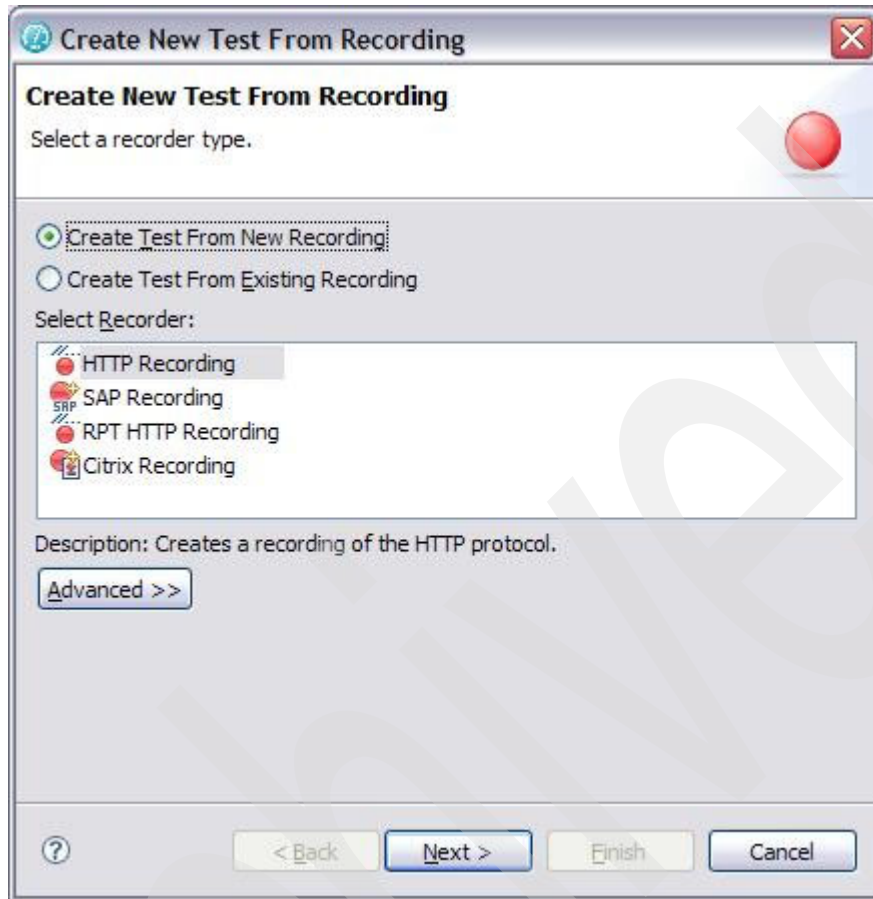 Create New Test From Recording
Create New Test From Recording
Select a recorder type.
Create Test From New Recording
Create Test From Existing Recording
Select Recorder:
HTTP Recording
SAP SAP Recording
RPT HTTP Recording
Citrix Recording
Description: Creates a recording of the HTTP protocol.
Advanced >>
? < Back Next > Finish Cancel